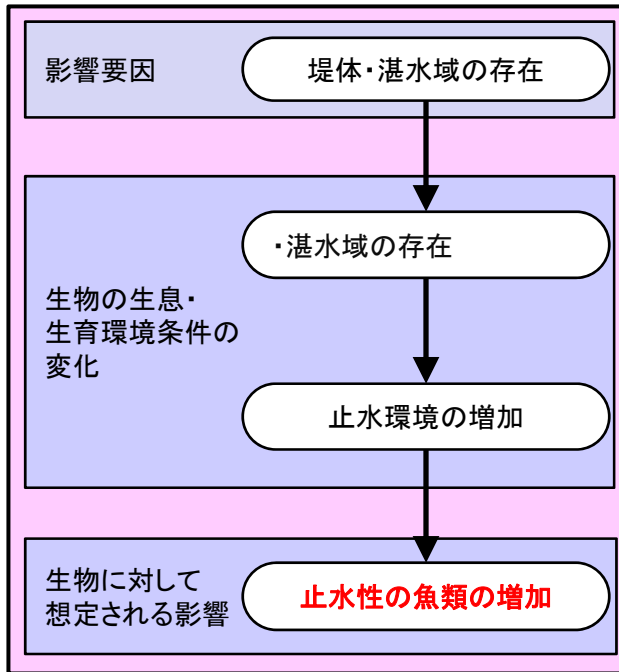 影響要因
堤体・湛水域の存在
・湛水域の存在
生物の生息・
生育環境条件の
変化
止水環境の増加
生物に対して
想定される影響
止水性の魚類の増加